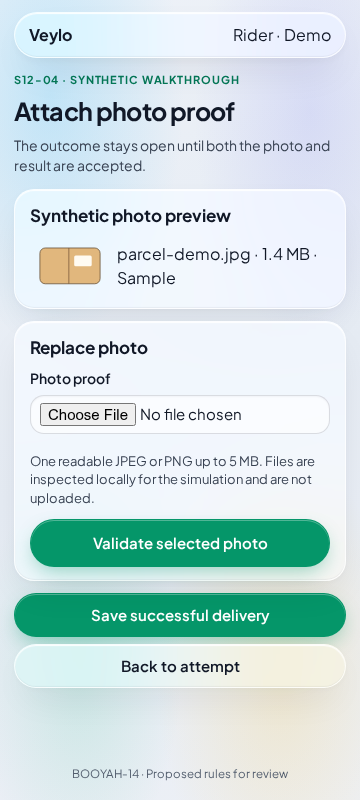 Veylo
Rider · Demo
S12-04 · SYNTHETIC WALKTHROUGH
Attach photo proof
The outcome stays open until both the photo and
result are accepted.
Synthetic photo preview
parcel-demo.jpg · 1.4 MB ·
Sample
Replace photo
Photo proof
Choose File No file chosen
One readable JPEG or PNG up to 5 MB. Files are
inspected locally for the simulation and are not
uploaded.
Validate selected photo
Save successful delivery
Back to attempt
BOOYAH-14 · Proposed rules for review